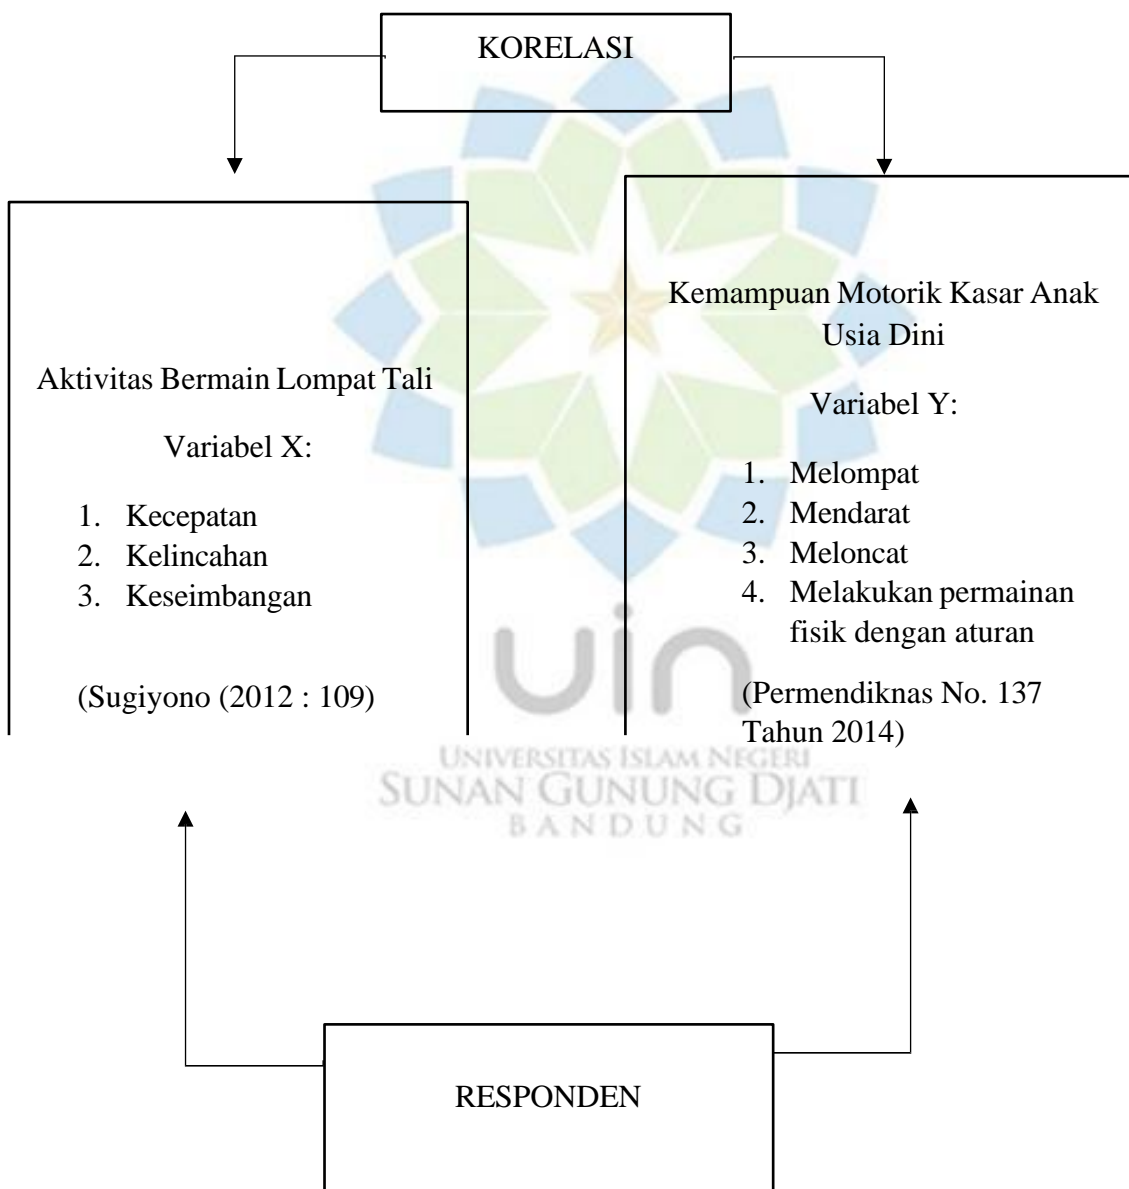 KORELASI
Aktivitas Bermain Lompat Tali
Variabel X:
1. Kecepatan
2. Kelincahan
3. Keseimbangan
(Sugiyono (2012 : 109)
Kemampuan Motorik Kasar Anak
Usia Dini
Variabel Y:
1. Melompat
2. Mendarat
3. Meloncat
4. Melakukan permainan
fisik dengan aturan
(Permendiknas No. 137
Tahun 2014)
uin
UNIVERSITAS ISLAM NEGERI
SUNAN GUNUNG DJATI
BANDUNG
RESPONDEN